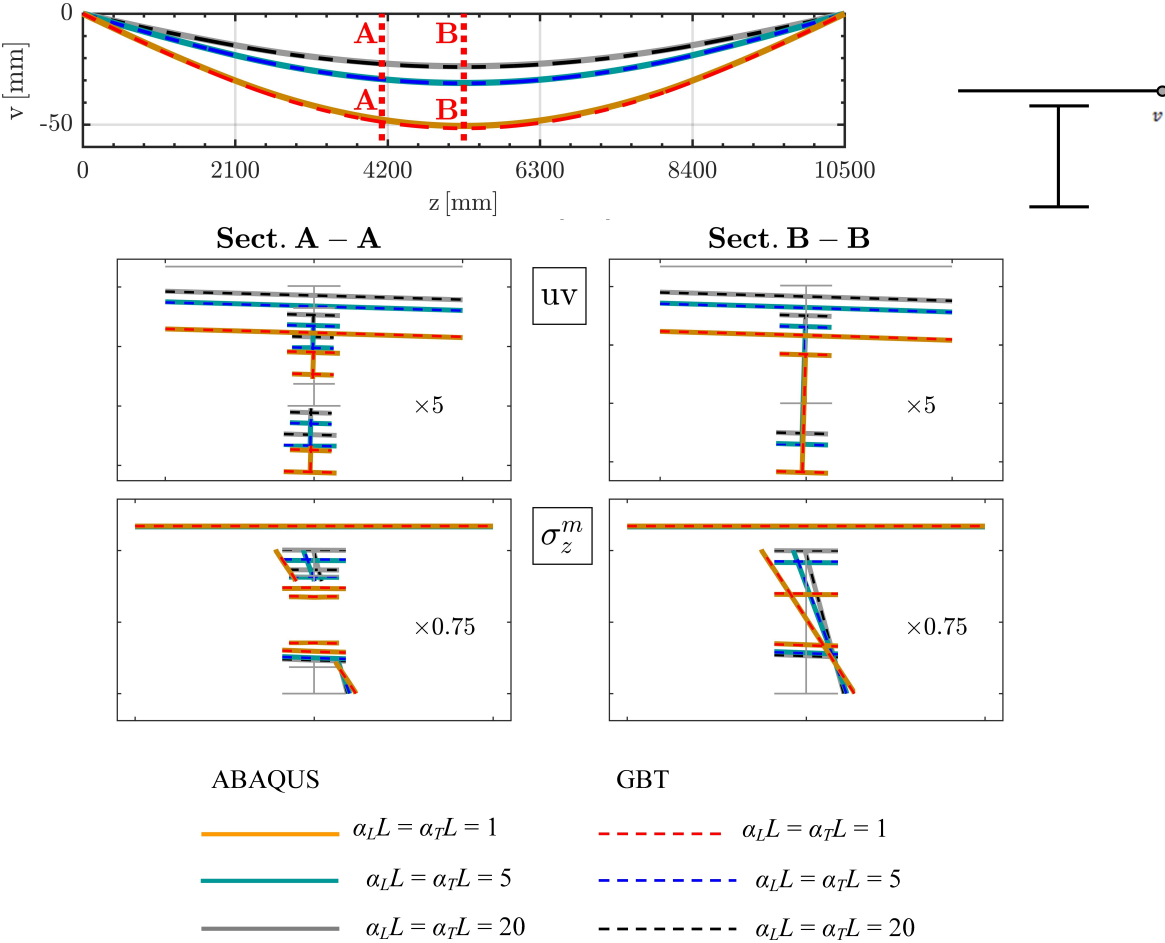 0
A
B
v [mm]
A
B
-50
v
0
2100
4200
6300
8400
10500
z [mm]
Sect. A − A
Sect. B − B
uv
×5
×5
σ_z^m
×0.75
×0.75
ABAQUS
GBT
α_L L = α_T L = 1
α_L L = α_T L = 1
α_L L = α_T L = 5
α_L L = α_T L = 5
α_L L = α_T L = 20
α_L L = α_T L = 20